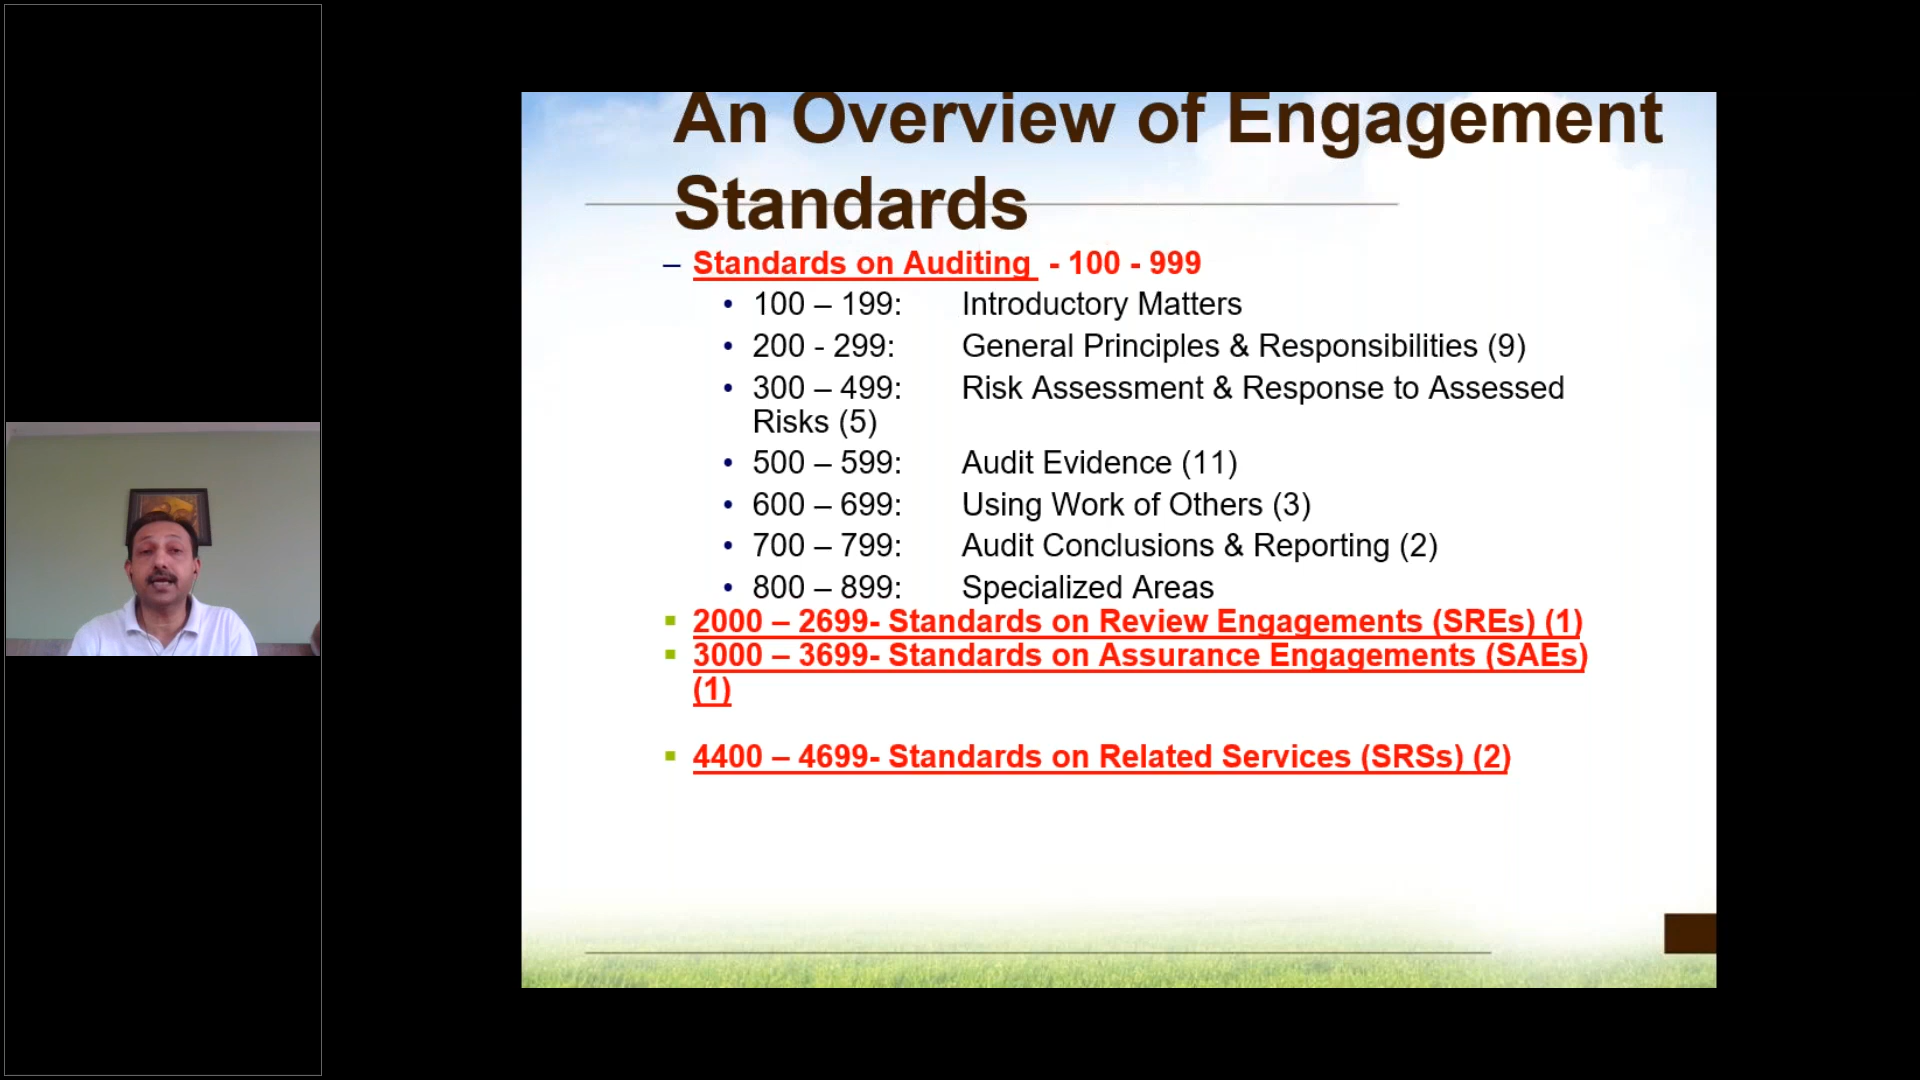 An Overview of Engagement
Standards
– Standards on Auditing - 100 - 999
• 100 – 199: Introductory Matters
• 200 - 299: General Principles & Responsibilities (9)
• 300 – 499: Risk Assessment & Response to Assessed
Risks (5)
• 500 – 599: Audit Evidence (11)
• 600 – 699: Using Work of Others (3)
• 700 – 799: Audit Conclusions & Reporting (2)
• 800 – 899: Specialized Areas
▪ 2000 – 2699- Standards on Review Engagements (SREs) (1)
▪ 3000 – 3699- Standards on Assurance Engagements (SAEs)
(1)
▪ 4400 – 4699- Standards on Related Services (SRSs) (2)